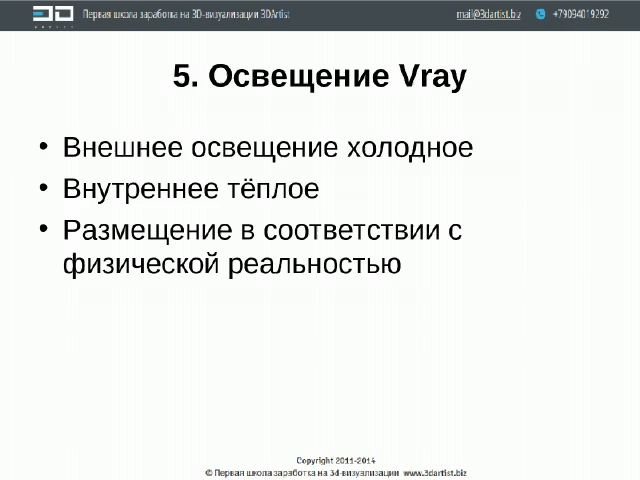 3D Первая школа заработка на 3D-визуализации 3DArtist mail@3dartist.biz +79094019292
5. Освещение Vray
• Внешнее освещение холодное
• Внутреннее тёплое
• Размещение в соответствии с
физической реальностью
Copyright 2011-2014
© Первая школа заработка на 3d-визуализации www.3dartist.biz